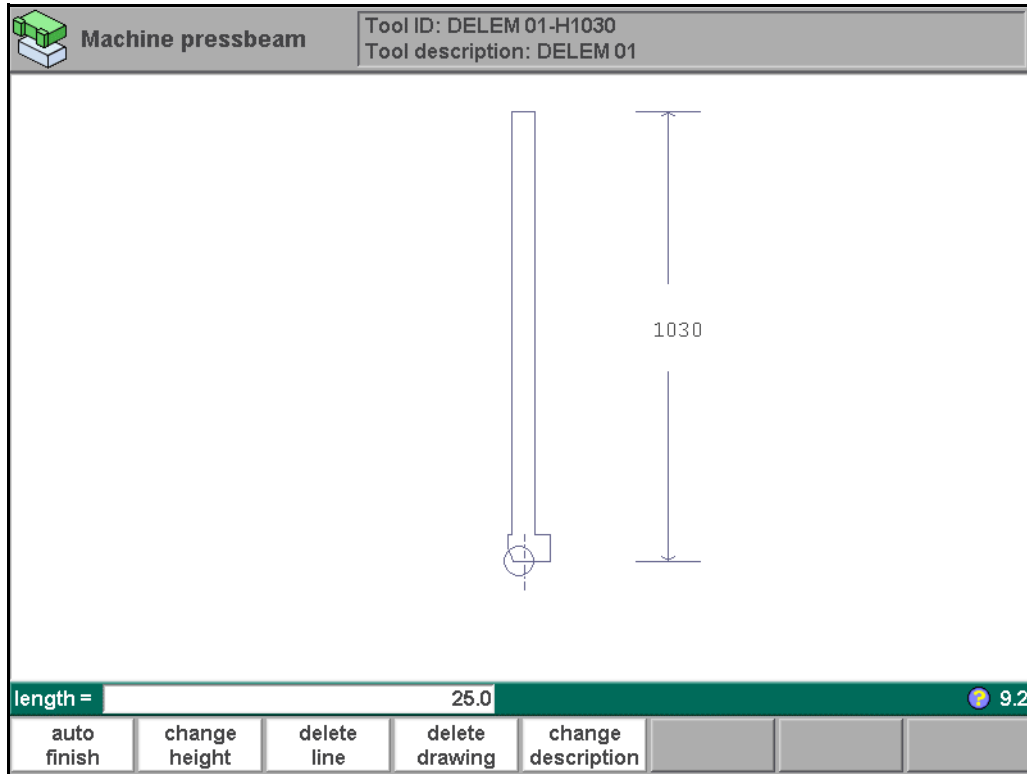 Machine pressbeam
Tool ID: DELEM 01-H1030
Tool description: DELEM 01
1030
length =
25.0
? 9.2
auto
finish
change
height
delete
line
delete
drawing
change
description